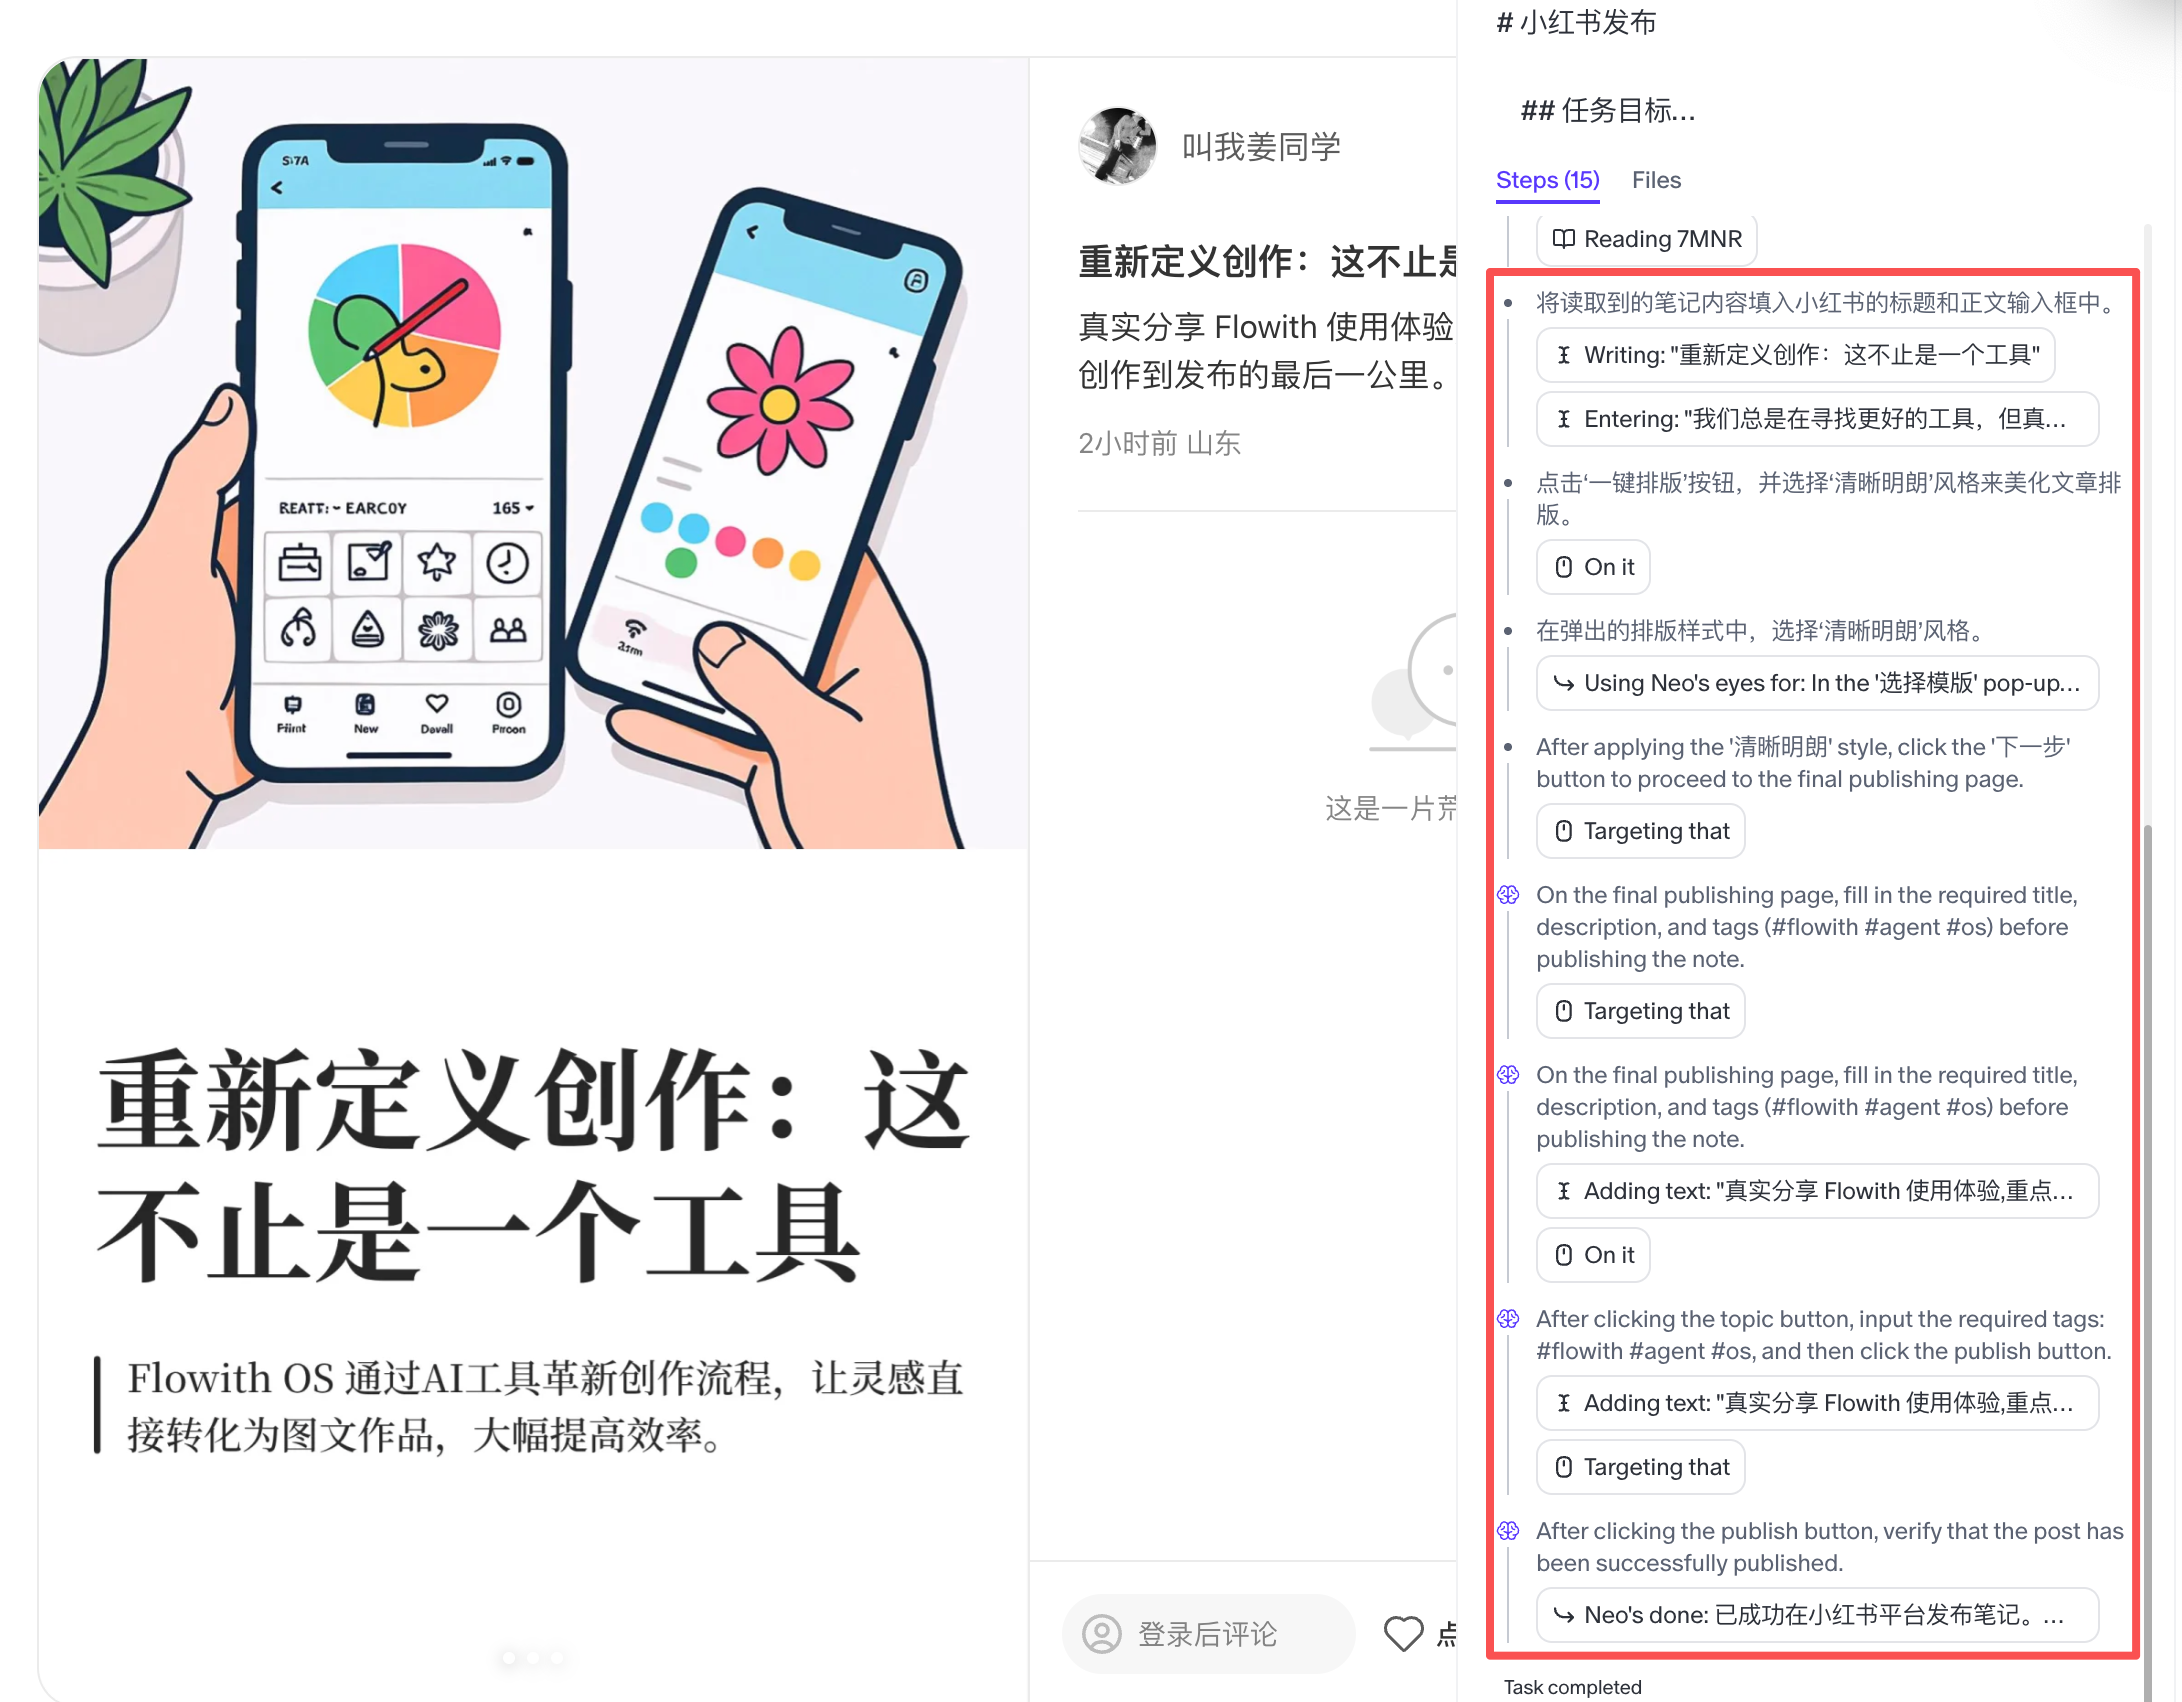 S:7A
REATT:- EARCOY 165
Ffirnt New Davall Prroon
21rm
重新定义创作：这
不止是一个工具
Flowith OS 通过AI工具革新创作流程，让灵感直
接转化为图文作品，大幅提高效率。
叫我姜同学
重新定义创作：这不止是
真实分享 Flowith 使用体验
创作到发布的最后一公里。
2小时前 山东
这是一片荒
登录后评论
点
# 小红书发布
## 任务目标...
Steps (15) Files
Reading 7MNR
将读取到的笔记内容填入小红书的标题和正文输入框中。
Writing: "重新定义创作：这不止是一个工具"
Entering: "我们总是在寻找更好的工具，但真...
点击‘一键排版’按钮，并选择‘清晰明朗’风格来美化文章排
版。
On it
在弹出的排版样式中，选择‘清晰明朗’风格。
Using Neo's eyes for: In the '选择模版' pop-up...
After applying the '清晰明朗' style, click the '下一步'
button to proceed to the final publishing page.
Targeting that
On the final publishing page, fill in the required title,
description, and tags (#flowith #agent #os) before
publishing the note.
Targeting that
On the final publishing page, fill in the required title,
description, and tags (#flowith #agent #os) before
publishing the note.
Adding text: "真实分享 Flowith 使用体验,重点...
On it
After clicking the topic button, input the required tags:
#flowith #agent #os, and then click the publish button.
Adding text: "真实分享 Flowith 使用体验,重点...
Targeting that
After clicking the publish button, verify that the post has
been successfully published.
Neo's done: 已成功在小红书平台发布笔记。...
Task completed